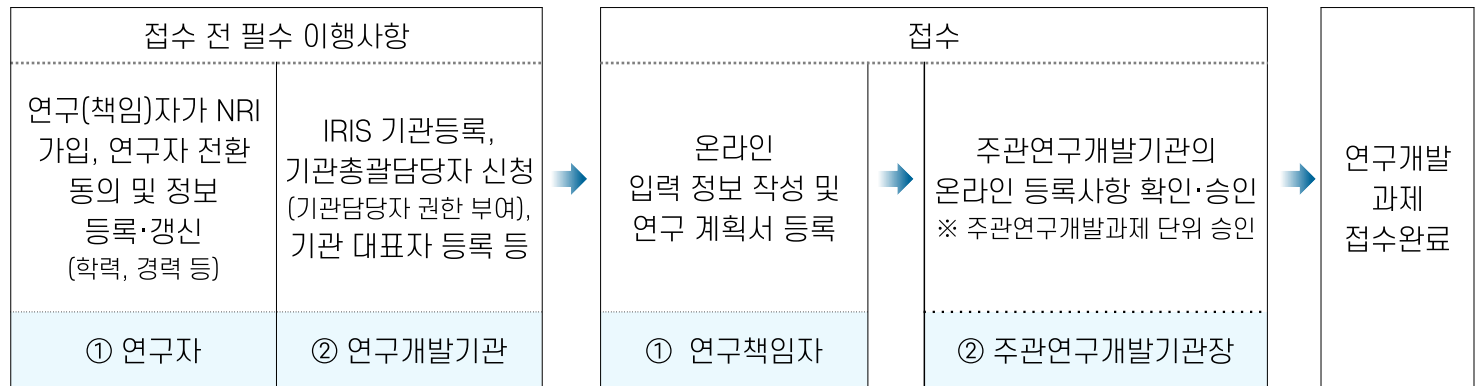 접수 전 필수 이행사항
연구(책임)자가 NRI
가입, 연구자 전환
동의 및 정보
등록·갱신
(학력, 경력 등)
① 연구자
IRIS 기관등록,
기관총괄담당자 신청
(기관담당자 권한 부여),
기관 대표자 등록 등
② 연구개발기관
접수
온라인
입력 정보 작성 및
연구 계획서 등록
① 연구책임자
주관연구개발기관의
온라인 등록사항 확인·승인
※ 주관연구개발과제 단위 승인
② 주관연구개발기관장
연구개발
과제
접수완료